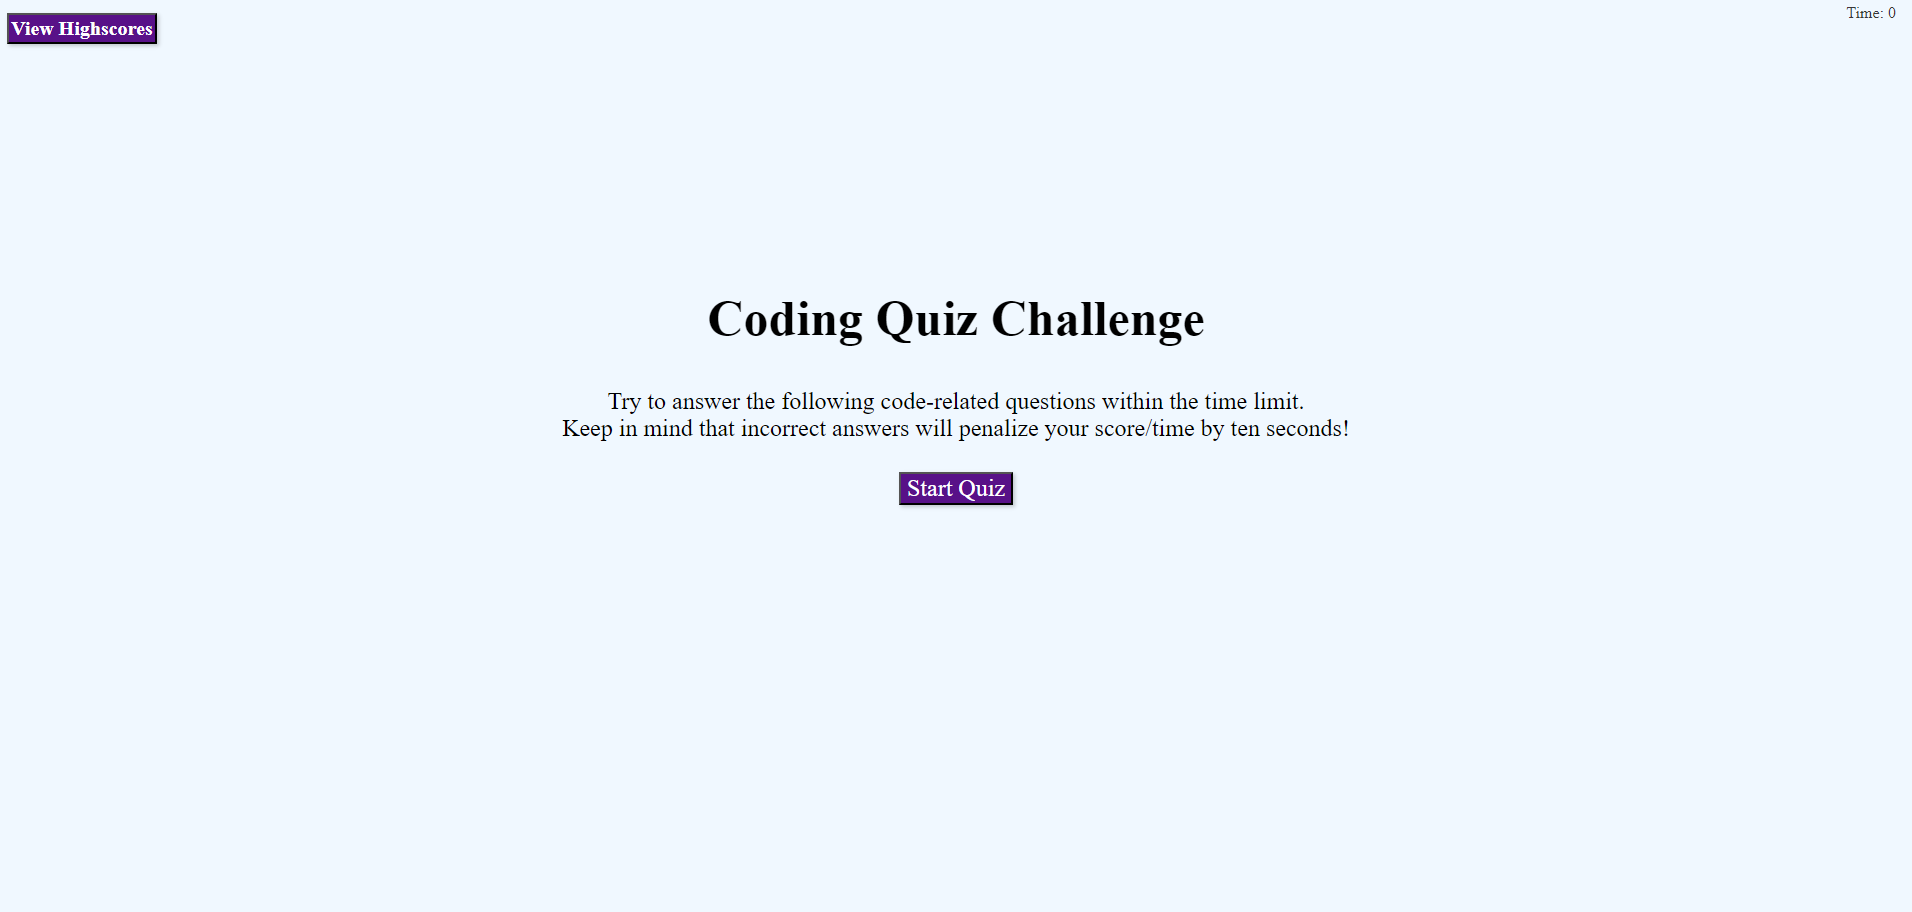 View Highscores
Time: 0
Coding Quiz Challenge
Try to answer the following code-related questions within the time limit.
Keep in mind that incorrect answers will penalize your score/time by ten seconds!
Start Quiz